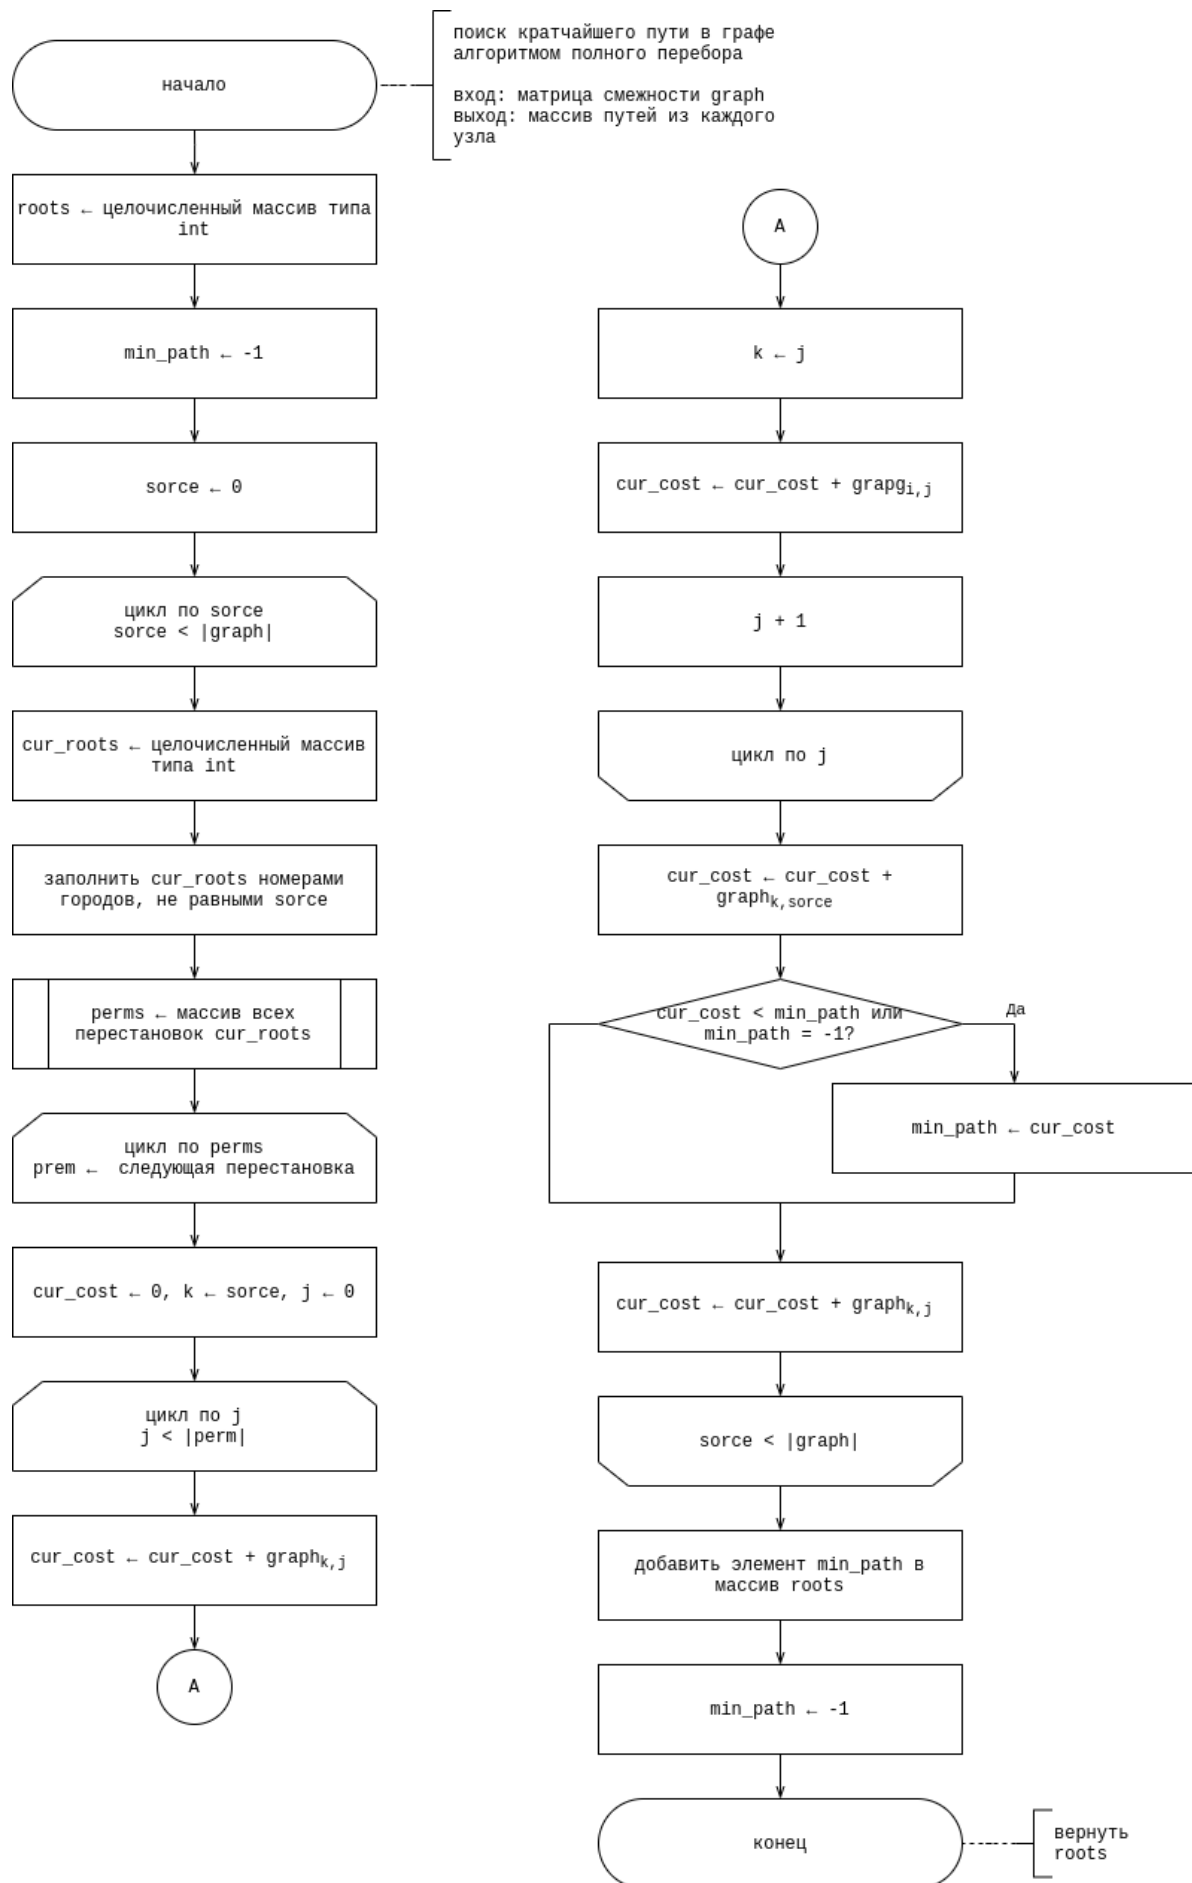 начало
поиск кратчайшего пути в графе
алгоритмом полного перебора
вход: матрица смежности graph
выход: массив путей из каждого
узла
roots ← целочисленный массив типа
int
min_path ← -1
sorce ← 0
цикл по sorce
sorce < |graph|
cur_roots ← целочисленный массив
типа int
заполнить cur_roots номерами
городов, не равными sorce
perms ← массив всех
перестановок cur_roots
цикл по perms
prem ← следующая перестановка
cur_cost ← 0, k ← sorce, j ← 0
цикл по j
j < |perm|
cur_cost ← cur_cost + graphk,j
A
A
k ← j
cur_cost ← cur_cost + grapgi,j
j + 1
цикл по j
cur_cost ← cur_cost +
graphk,sorce
cur_cost < min_path или
min_path = -1?
Да
min_path ← cur_cost
cur_cost ← cur_cost + graphk,j
sorce < |graph|
добавить элемент min_path в
массив roots
min_path ← -1
конец
вернуть
roots